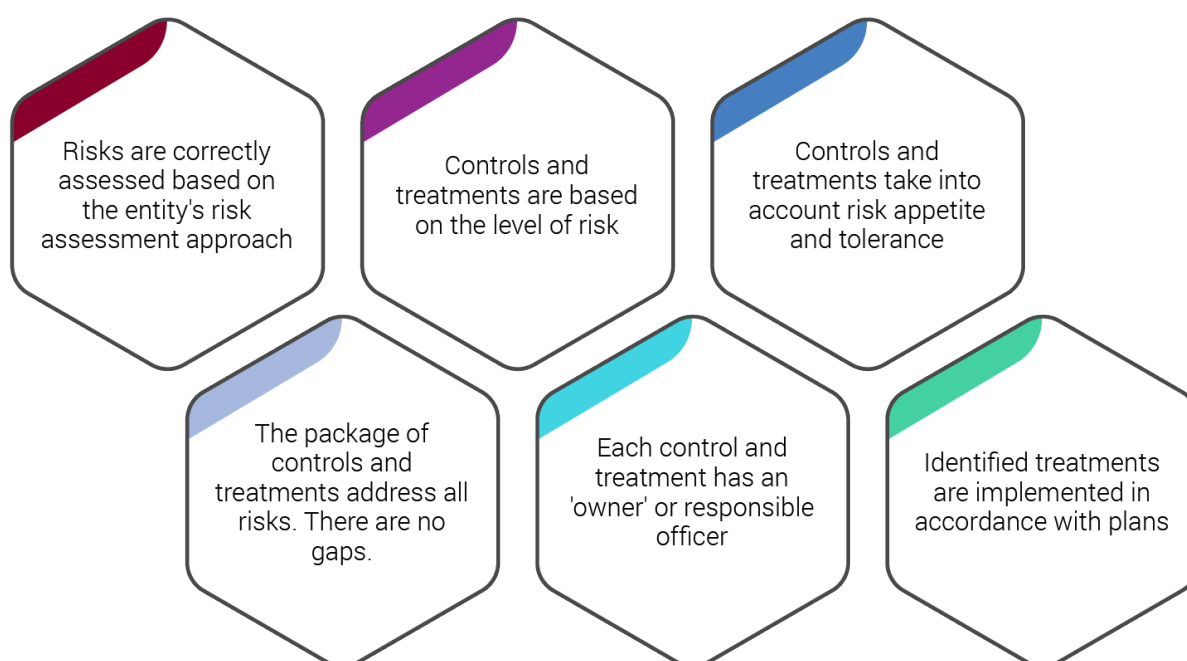 Risks are correctly
assessed based on
the entity's risk
assessment approach
Controls and
treatments are based
on the level of risk
Controls and
treatments take into
account risk appetite
and tolerance
The package of
controls and
treatments address all
risks. There are no
gaps.
Each control and
treatment has an
'owner' or responsible
officer
Identified treatments
are implemented in
accordance with plans